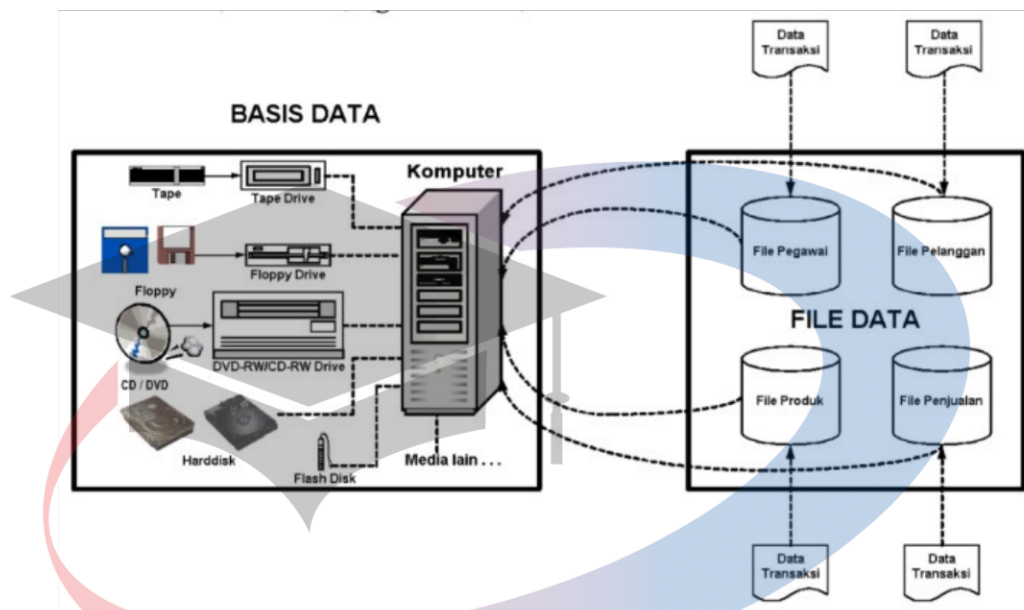 Data
Transaksi
Data
Transaksi
BASIS DATA
Komputer
Tape
Tape Drive
Floppy Drive
Floppy
DVD-RW/CD-RW Drive
CD / DVD
Harddisk
Flash Disk
Media lain . . .
File Pegawai
File Pelanggan
FILE DATA
File Produk
File Penjualan
Data
Transaksi
Data
Transaksi